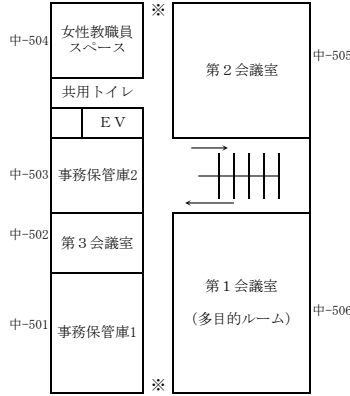 ※
中-504
女性教職員
スペース
第２会議室
中-505
共用トイレ
ＥＶ
中-503
事務保管庫2
中-502
第３会議室
第１会議室
（多目的ルーム）
中-506
中-501
事務保管庫1
※